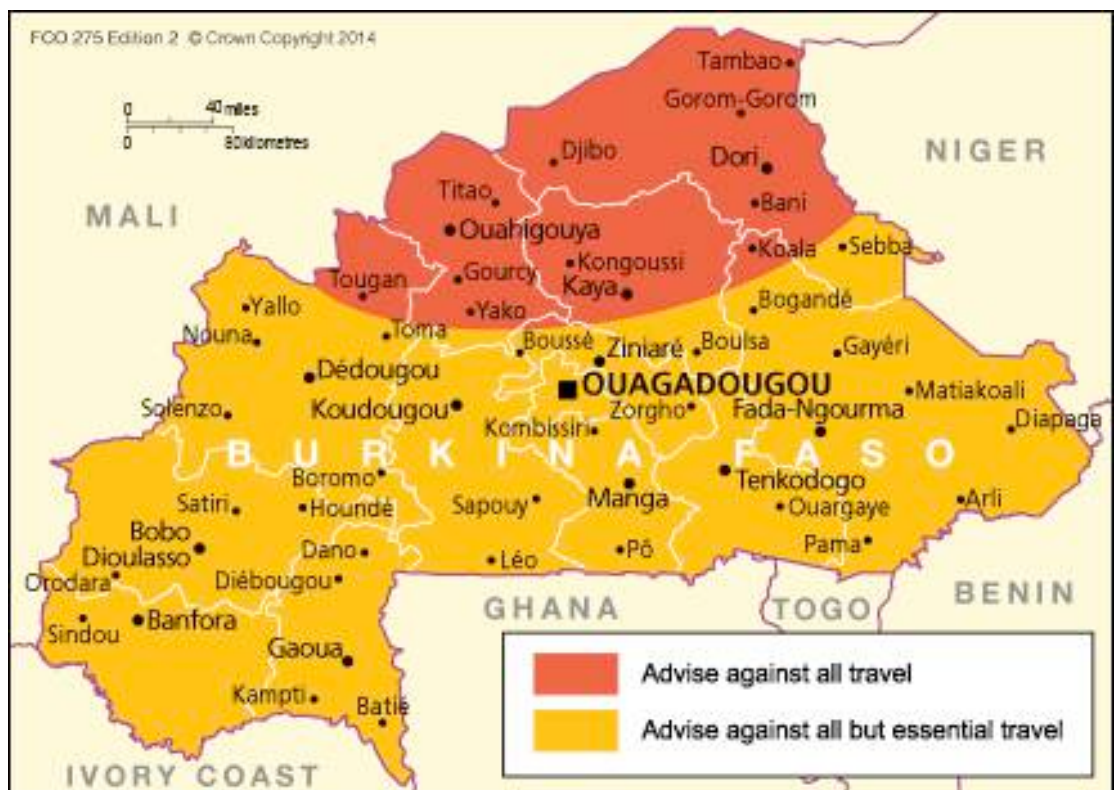 FCO 275 Edition 2 © Crown Copyright 2014
0 40 miles
0 80 kilometres
Tambao
Gorom-Gorom
NIGER
Djibo
Dori
Titao
MALI
Bani
Ouahigouya
Koala
Sebba
Kongoussi
Gourcy
Tougan
Kaya
Yallo
Yako
Bogandé
Nouna
Toma
Boussé
Ziniaré
Boulsa
Gayéri
Dédougou
OUAGADOUGOU
Matiakoali
Solenzo
Koudougou
Zorgho
Fada-Ngourma
Diapaga
Kombissiri
BURKINA FASO
Boromo
Tenkodogo
Satiri
Houndé
Sapouy
Manga
Ouargaye
Arli
Bobo
Dioulasso
Dano
Léo
Pô
Pama
Orodara
Diébougou
GHANA
TOGO
BENIN
Sindou
Banfora
Gaoua
Kampti
Batié
IVORY COAST
Advise against all travel
Advise against all but essential travel